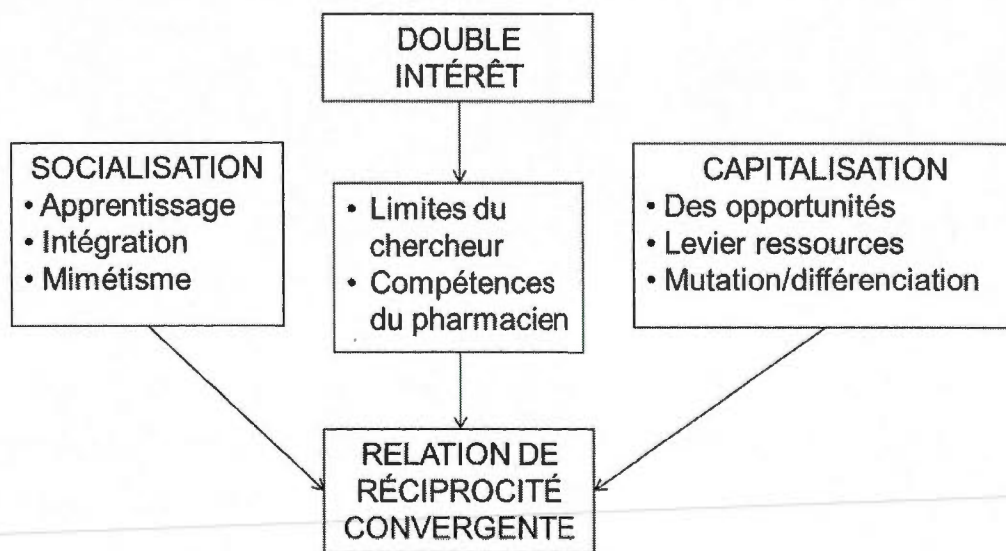 DOUBLE
INTÉRÊT
SOCIALISATION
• Apprentissage
• Intégration
• Mimétisme
• Limites du
chercheur
• Compétences
du pharmacien
CAPITALISATION
• Des opportunités
• Levier ressources
• Mutation/différenciation
RELATION DE
RÉCIPROCITÉ
CONVERGENTE